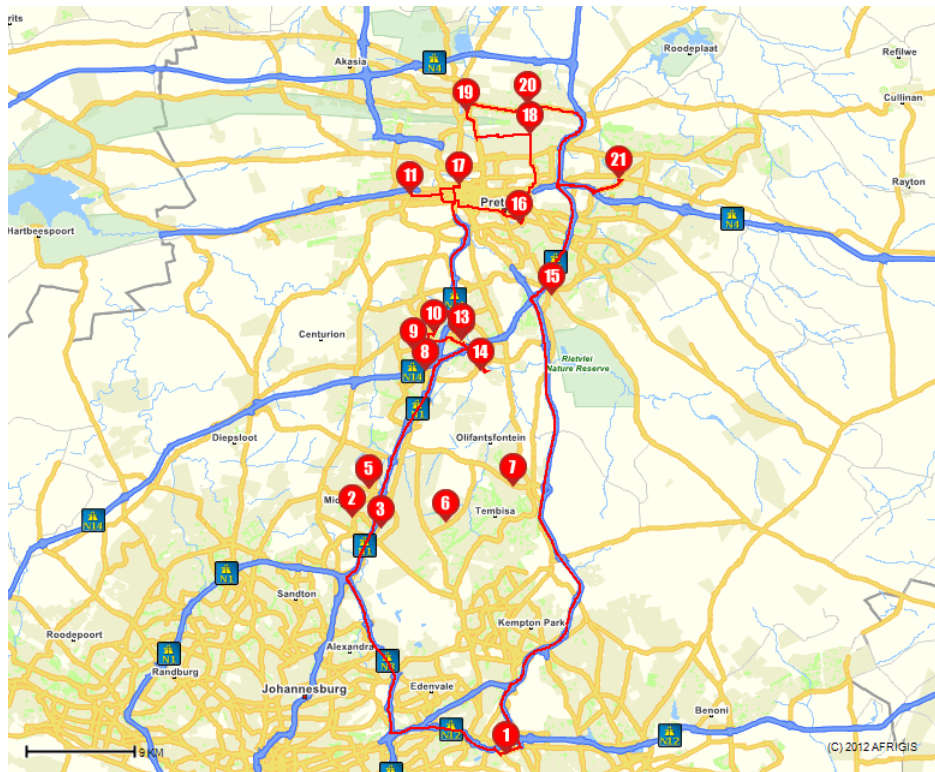 rits
Akasia
N4
Roodeplaat
Refilwe
Cullinan
19
20
18
21
11
17
Rayton
Pret
16
N4
Hartbeespoort
15
10
13
9
Centurion
8
14
N14
Rietvlei
Nature Reserve
N1
Diepsloot
Olifantsfontein
5
7
Mid
2
3
6
Tembisa
N14
N1
N1
Sandton
Kempton Park
Roodepoort
Alexandra
N1
Randburg
N3
Johannesburg
Edenvale
Benoni
1
N12
N12
9 KM
(C) 2012 AFRIGIS